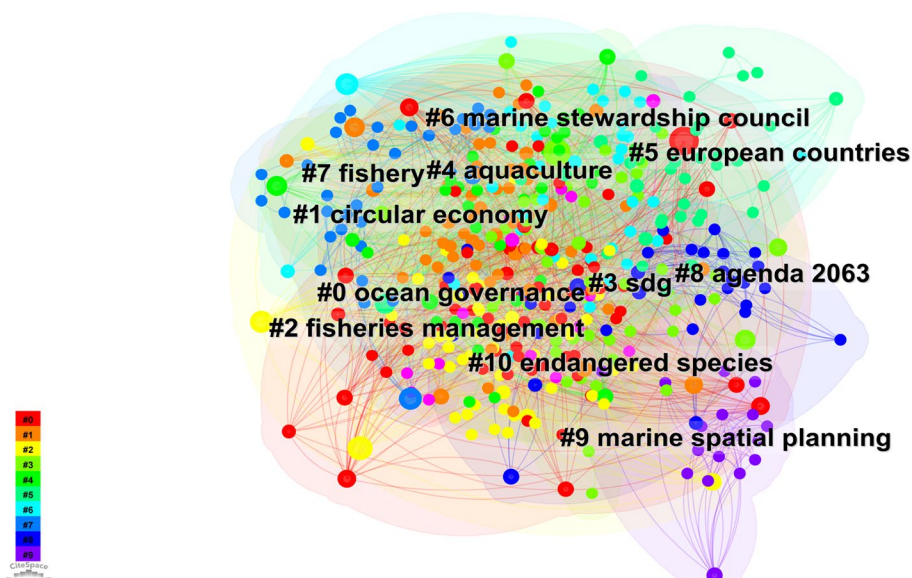 #6 marine stewardship council
#5 european countries
#7 fishery
#4 aquaculture
#1 circular economy
#8 agenda 2063
#3 sdg
#0 ocean governance
#2 fisheries management
#10 endangered species
#9 marine spatial planning
#0
#1
#2
#3
#4
#5
#6
#7
#8
#9
CiteSpace